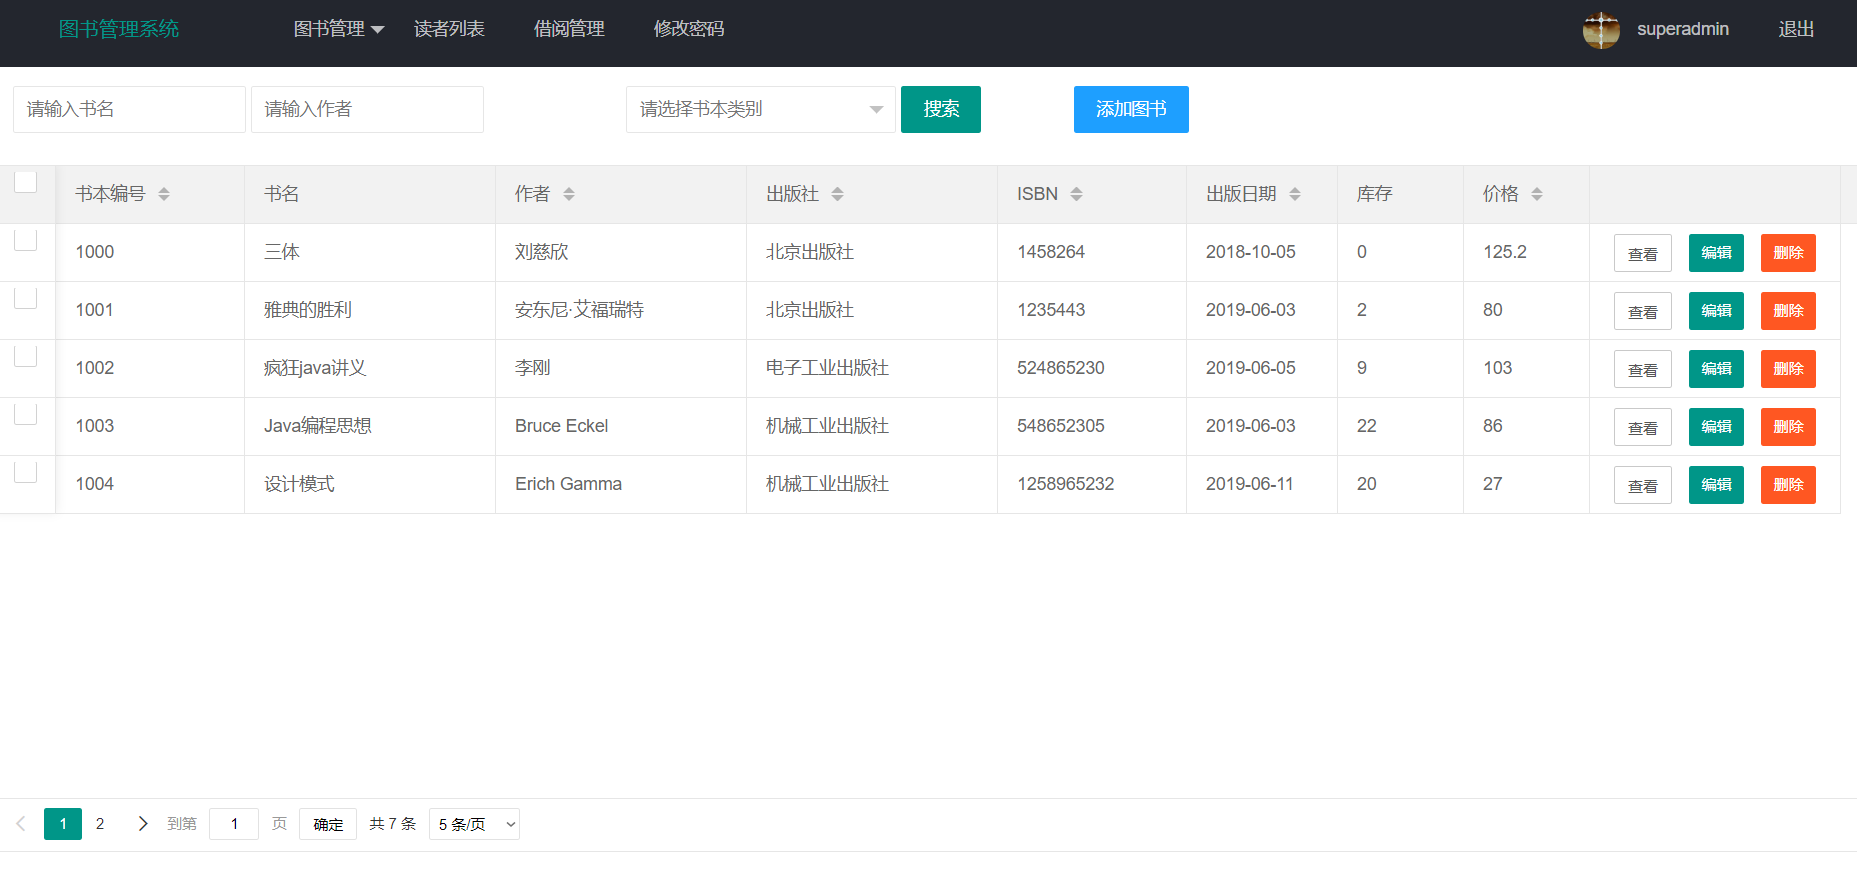 图书管理系统 图书管理 读者列表 借阅管理 修改密码 superadmin 退出
请输入书名 请输入作者 请选择书本类别 搜索 添加图书
书本编号 书名 作者 出版社 ISBN 出版日期 库存 价格
1000 三体 刘慈欣 北京出版社 1458264 2018-10-05 0 125.2 查看 编辑 删除
1001 雅典的胜利 安东尼·艾福瑞特 北京出版社 1235443 2019-06-03 2 80 查看 编辑 删除
1002 疯狂java讲义 李刚 电子工业出版社 524865230 2019-06-05 9 103 查看 编辑 删除
1003 Java编程思想 Bruce Eckel 机械工业出版社 548652305 2019-06-03 22 86 查看 编辑 删除
1004 设计模式 Erich Gamma 机械工业出版社 1258965232 2019-06-11 20 27 查看 编辑 删除
1 2 到第 1 页 确定 共 7 条 5 条/页